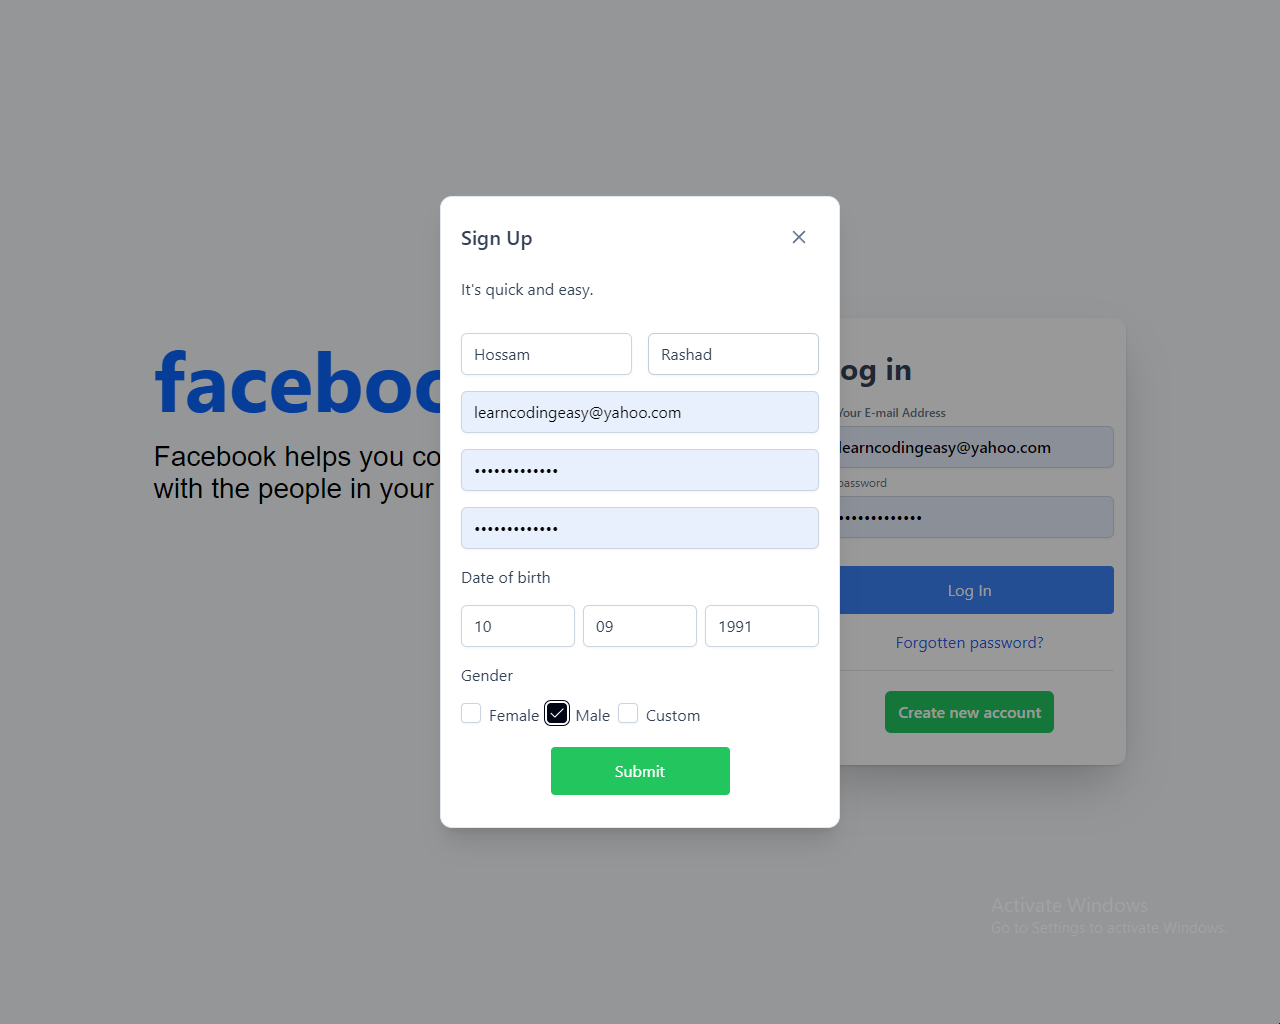 Sign Up
It's quick and easy.
Hossam
Rashad
learncodingeasy@yahoo.com
•••••••••••••
•••••••••••••
Date of birth
10
09
1991
Gender
Female
Male
Custom
Submit
faceboo
Facebook helps you co
with the people in your
og in
Your E-mail Address
learncodingeasy@yahoo.com
password
•••••••••••••
Log In
Forgotten password?
Create new account
Activate Windows
Go to Settings to activate Windows.